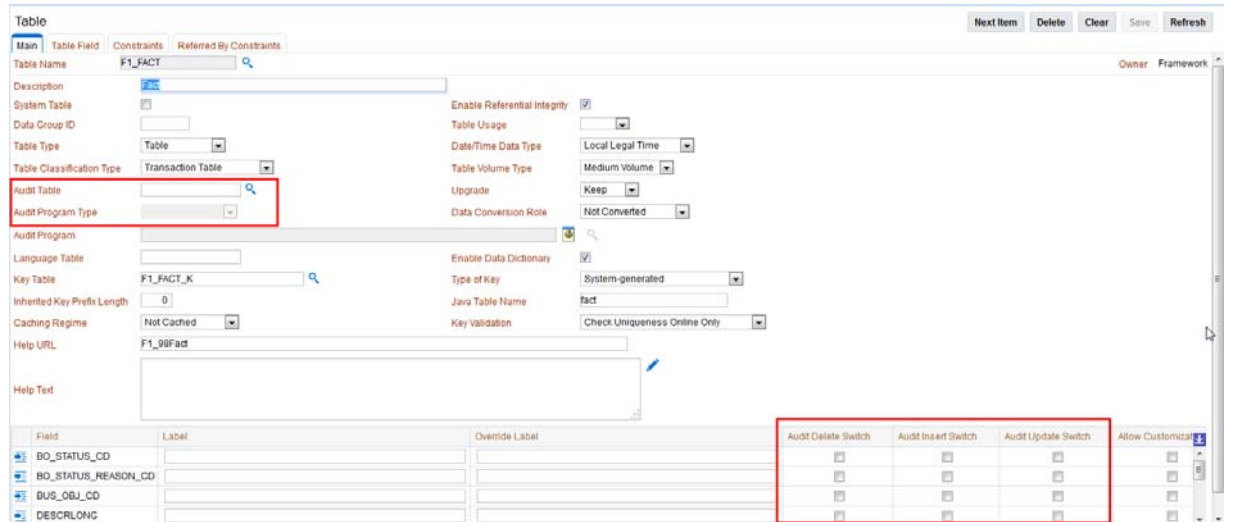 Table
Next Item Delete Clear Save Refresh
Main Table Field Constraints Referred By Constraints
Table Name F1_FACT Owner Framework
Description Fact
System Table Enable Referential Integrity
Data Group ID Table Usage
Table Type Table Date/Time Data Type Local Legal Time
Table Classification Type Transaction Table Table Volume Type Medium Volume
Audit Table Upgrade Keep
Audit Program Type Data Conversion Role Not Converted
Audit Program
Language Table Enable Data Dictionary
Key Table F1_FACT_K Type of Key System-generated
Inherited Key Prefix Length 0 Java Table Name fact
Caching Regime Not Cached Key Validation Check Uniqueness Online Only
Help URL F1_98Fact
Help Text
Field Label Override Label Audit Delete Switch Audit Insert Switch Audit Update Switch Allow Customizat
BO_STATUS_CD
BO_STATUS_REASON_CD
BUS_OBJ_CD
DESCRLONG